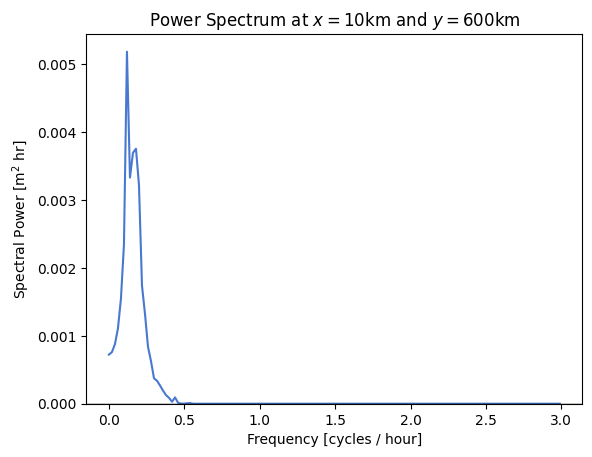 Power Spectrum at x = 10km and y = 600km
Spectral Power [m² hr]
0.005
0.004
0.003
0.002
0.001
0.000
0.0 0.5 1.0 1.5 2.0 2.5 3.0
Frequency [cycles / hour]